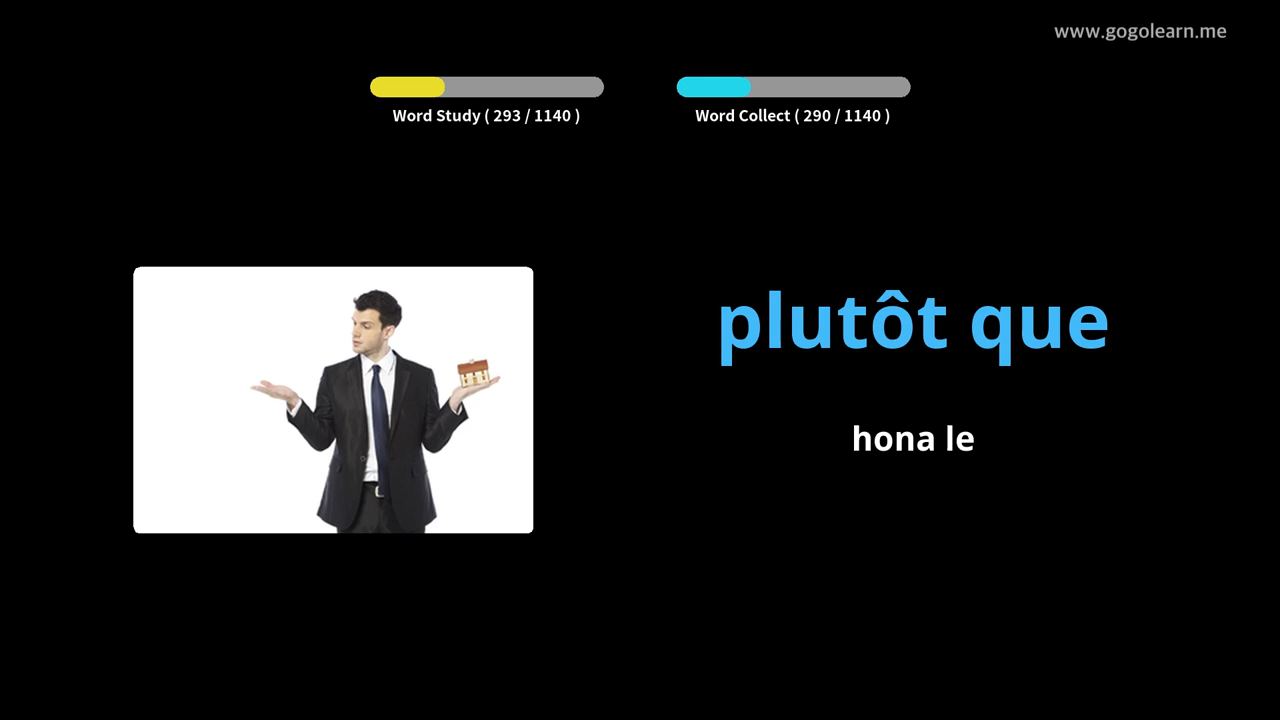 www.gogolearn.me
Word Study ( 293 / 1140 )
Word Collect ( 290 / 1140 )
plutôt que
hona le